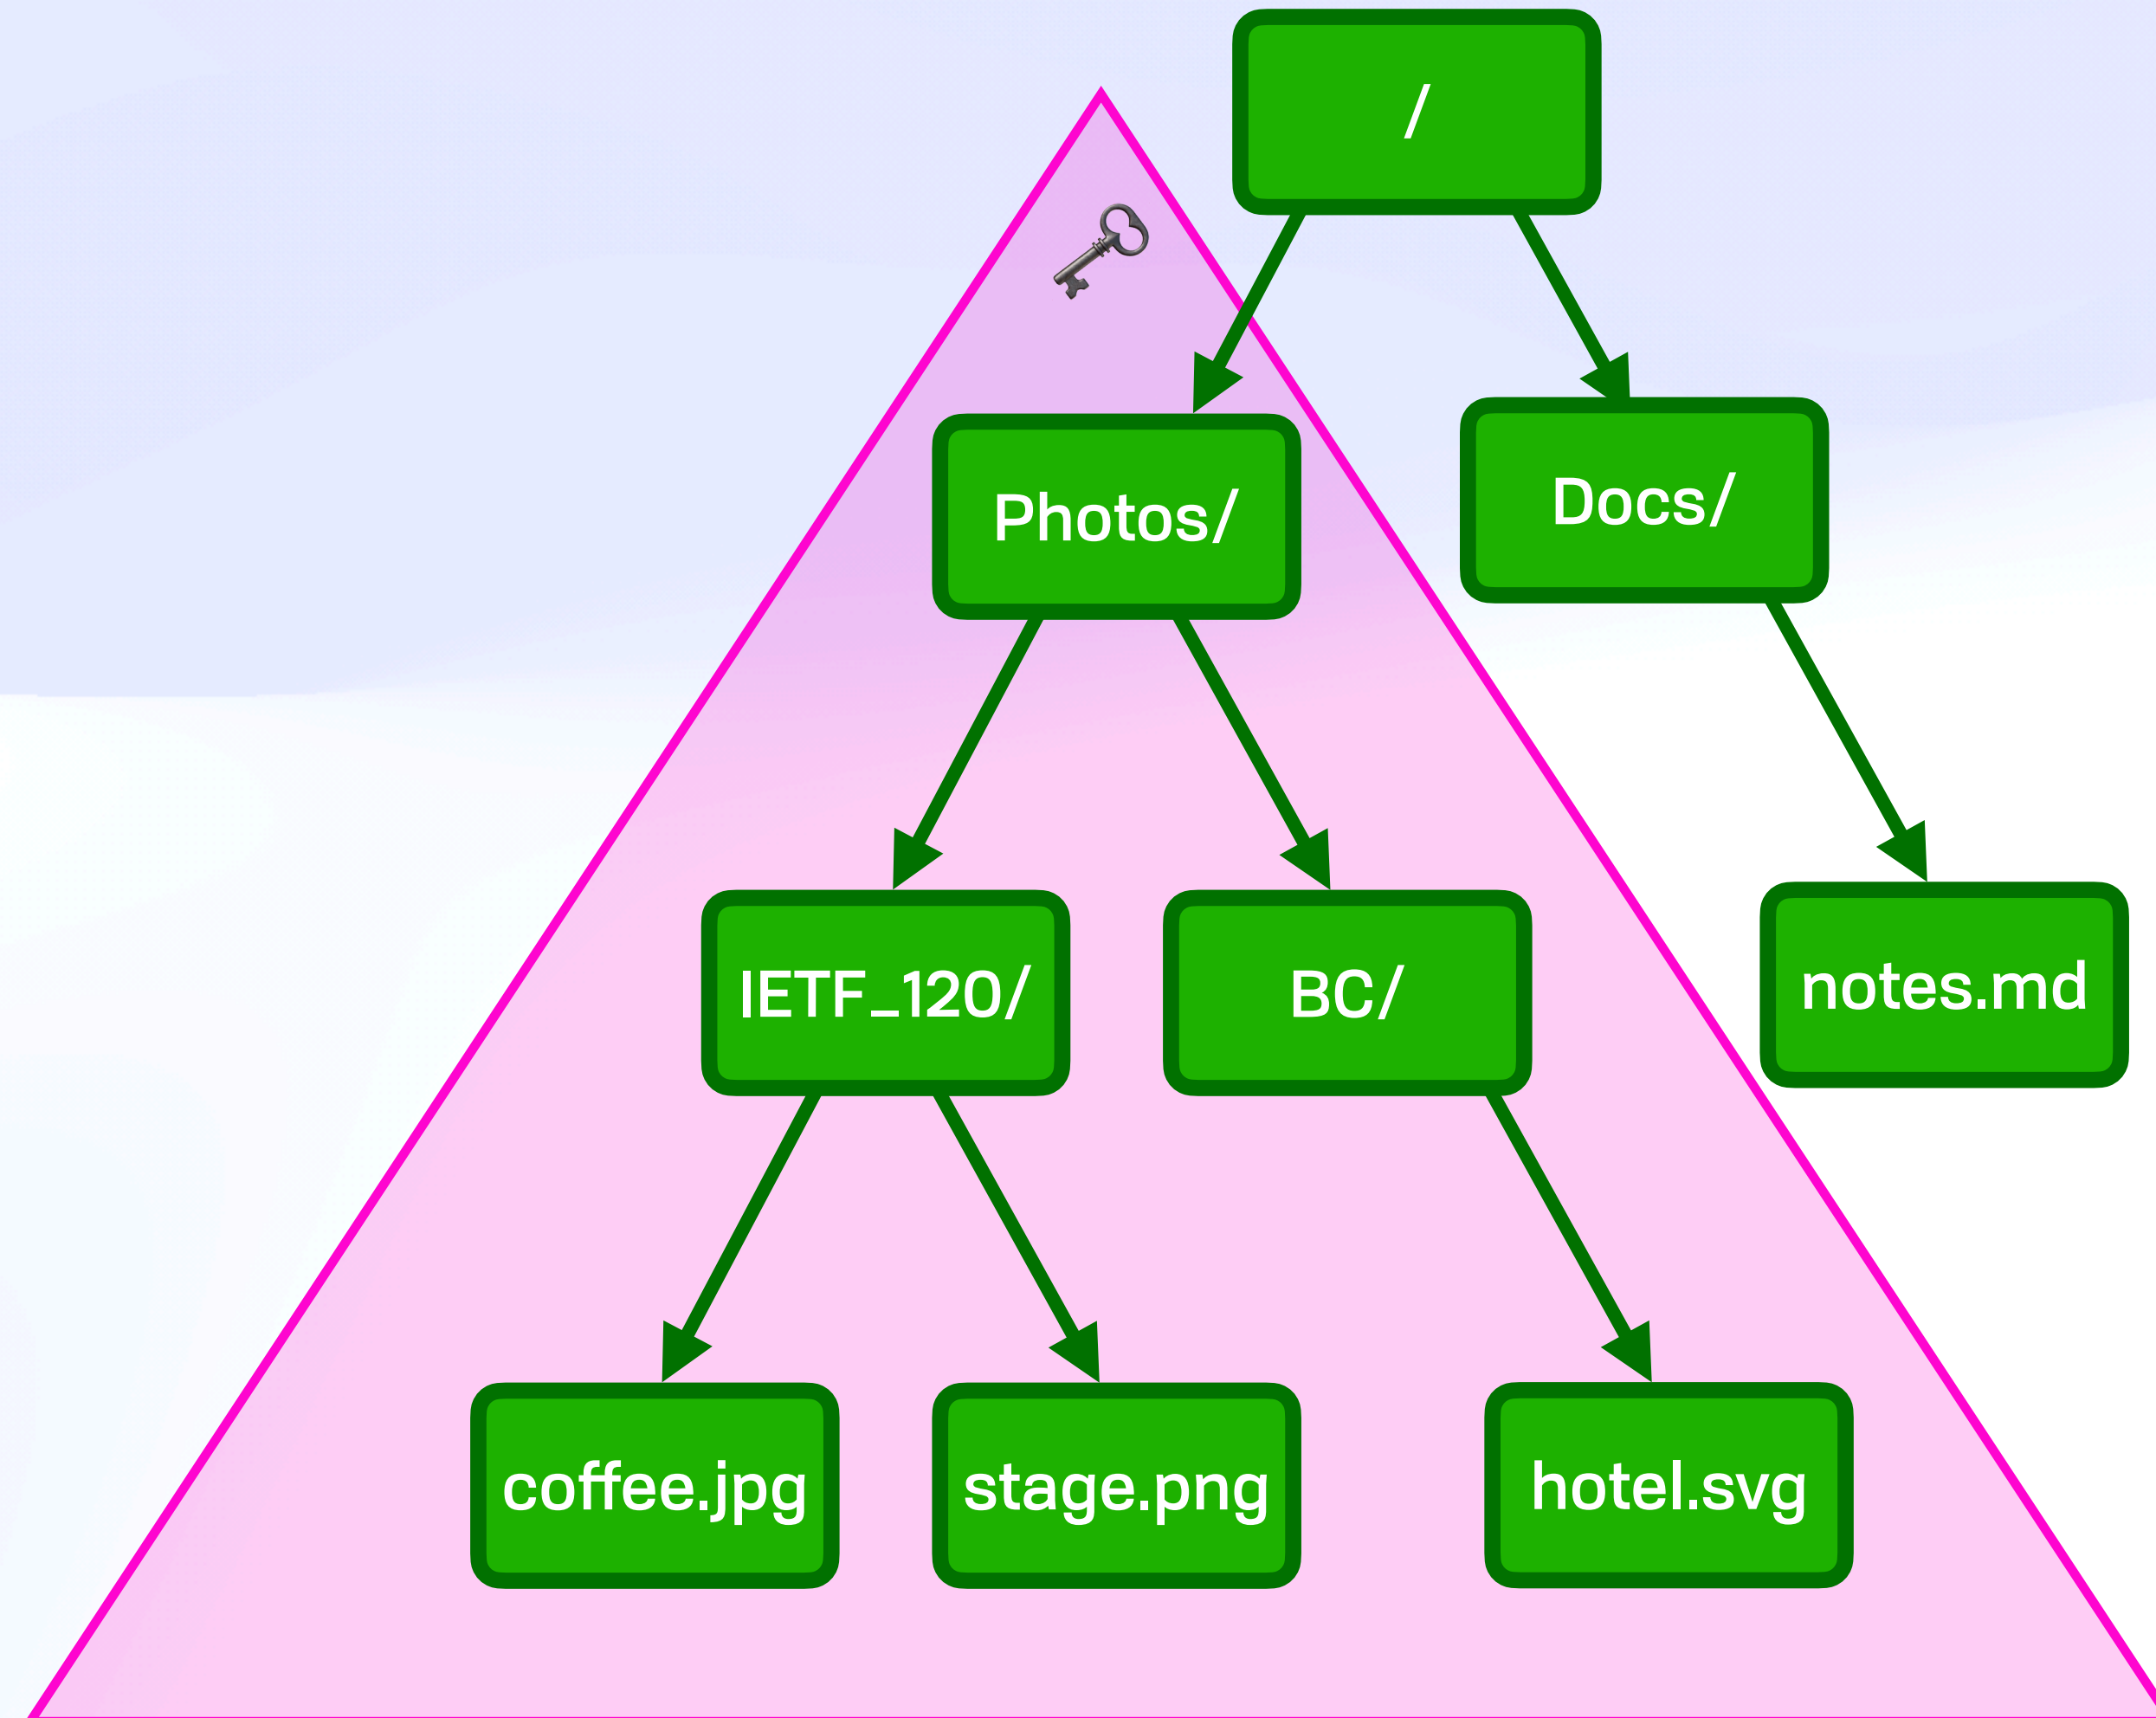 /
Photos/
Docs/
IETF_120/
BC/
notes.md
coffee.jpg
stage.png
hotel.svg